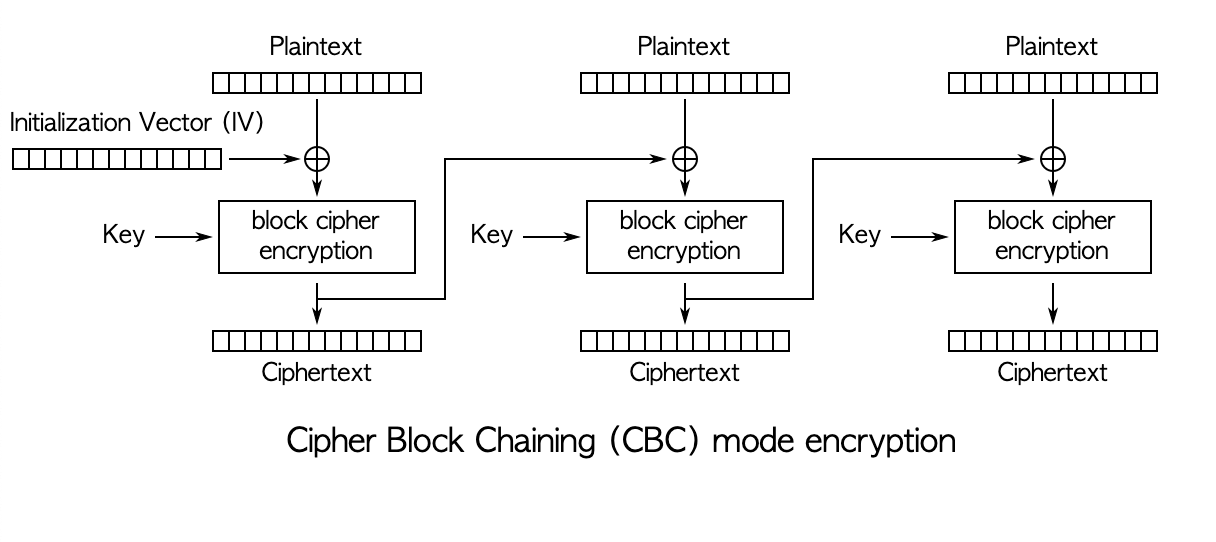 Plaintext
Plaintext
Plaintext
Initialization Vector (IV)
Key
block cipher
encryption
Key
block cipher
encryption
Key
block cipher
encryption
Ciphertext
Ciphertext
Ciphertext
Cipher Block Chaining (CBC) mode encryption